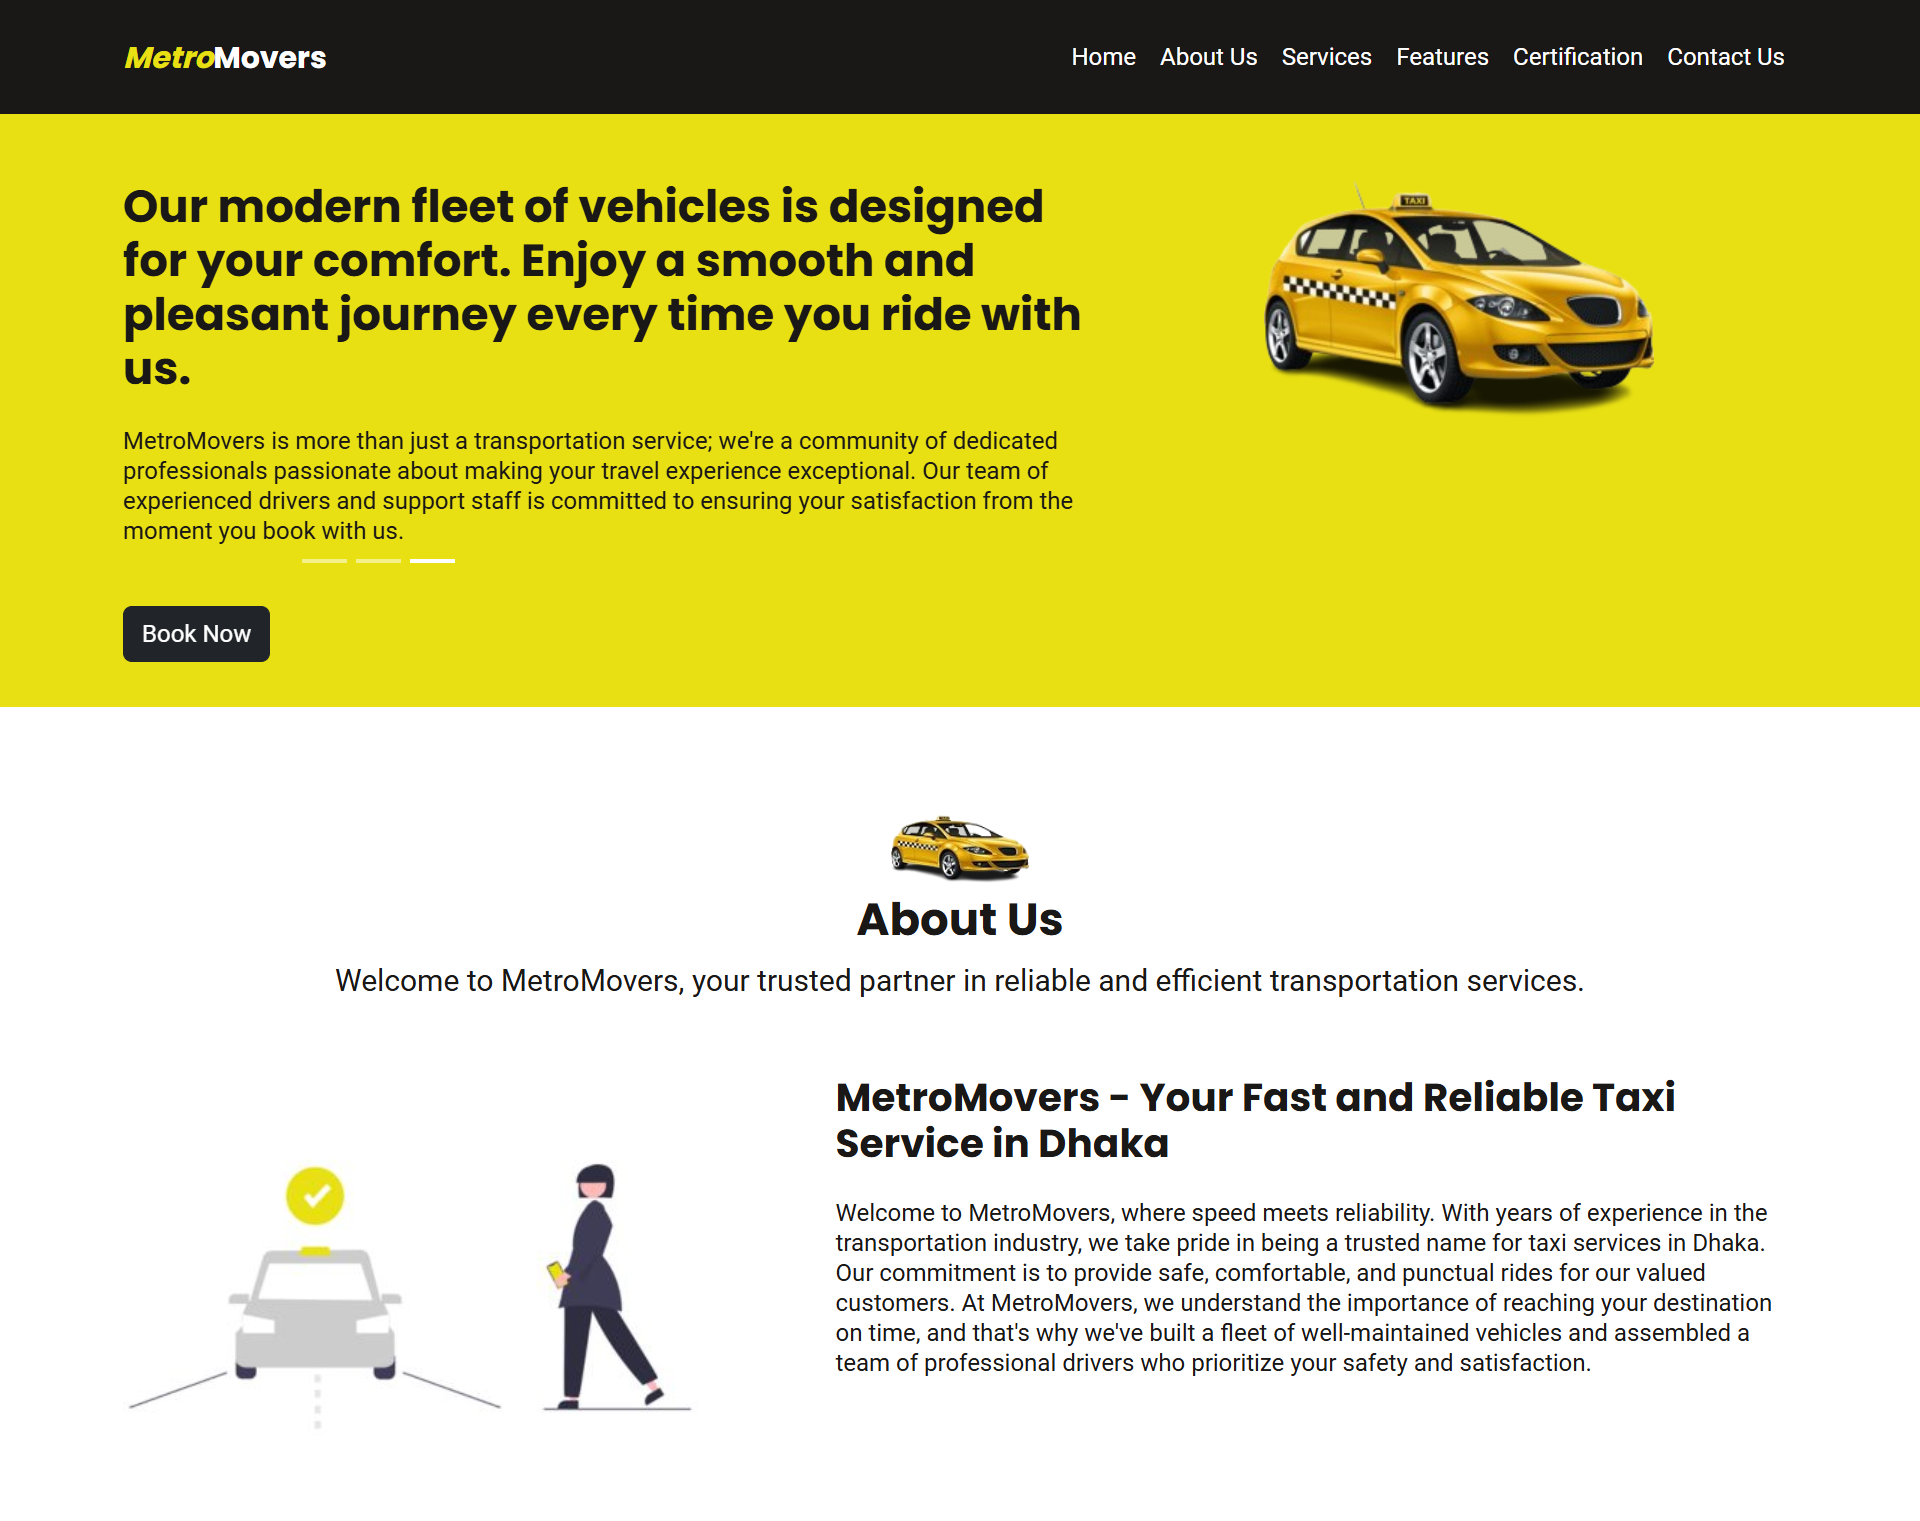 MetroMovers
Home About Us Services Features Certification Contact Us
Our modern fleet of vehicles is designed
for your comfort. Enjoy a smooth and
pleasant journey every time you ride with
us.
TAXI
MetroMovers is more than just a transportation service; we're a community of dedicated
professionals passionate about making your travel experience exceptional. Our team of
experienced drivers and support staff is committed to ensuring your satisfaction from the
moment you book with us.
Book Now
About Us
Welcome to MetroMovers, your trusted partner in reliable and efficient transportation services.
MetroMovers - Your Fast and Reliable Taxi
Service in Dhaka
Welcome to MetroMovers, where speed meets reliability. With years of experience in the
transportation industry, we take pride in being a trusted name for taxi services in Dhaka.
Our commitment is to provide safe, comfortable, and punctual rides for our valued
customers. At MetroMovers, we understand the importance of reaching your destination
on time, and that's why we've built a fleet of well-maintained vehicles and assembled a
team of professional drivers who prioritize your safety and satisfaction.